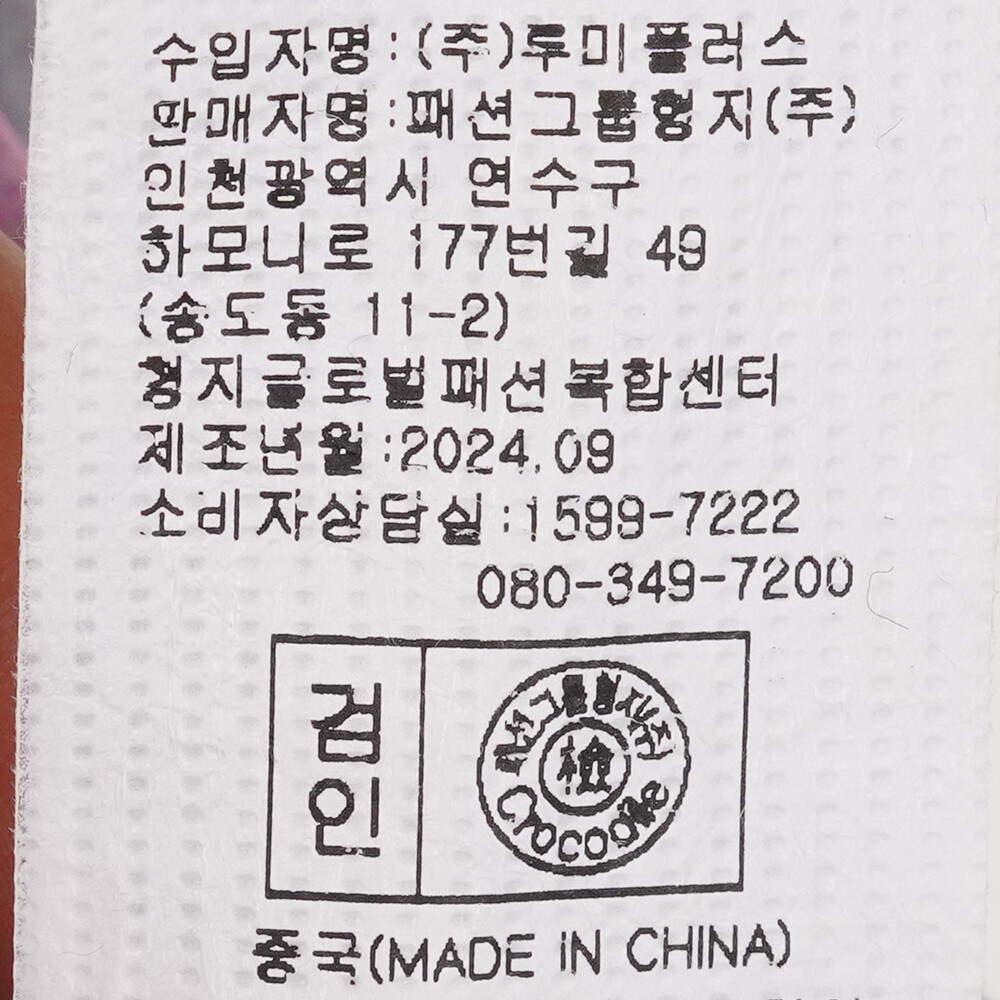 수입자명:(주)루미플러스
판매자명:패션그룹형지(주)
인천광역시 연수구
하모니로 177번길 49
(송도동 11-2)
형지글로벌패션복합센터
제조년월:2024.09
소비자상담실:1599-7222
080-349-7200
검인
패션그룹형지(주)
檢
Crocodile
중국(MADE IN CHINA)